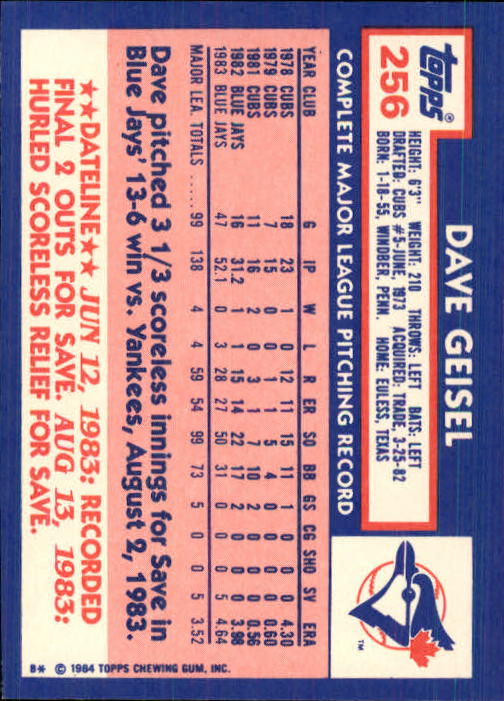 topps®
256
DAVE GEISEL
HEIGHT: 6'3" WEIGHT: 210 THROWS: LEFT BATS: LEFT
DRAFTED: CUBS #5-JUNE, 1973 ACQUIRED: TRADE, 3-25-82
BORN: 1-18-55, WINDBER, PENN. HOME: EULESS, TEXAS
TM
COMPLETE MAJOR LEAGUE PITCHING RECORD
YEAR CLUB G IP W L R ER SO BB GS CG SHO SV ERA
1978 CUBS 18 23 1 0 12 11 15 11 1 0 0 0 4.30
1979 CUBS 7 15 0 0 1 1 5 4 0 0 0 0 0.60
1981 CUBS 11 16 2 0 3 1 7 10 2 0 0 0 0.56
1982 BLUE JAYS 16 31.2 1 1 15 14 22 17 2 0 0 0 3.98
1983 BLUE JAYS 47 52.1 0 3 28 27 50 31 0 0 0 5 4.64
MAJOR LEA. TOTALS ..... 99 138 4 4 59 54 99 73 5 0 0 5 3.52
Dave pitched 3 1/3 scoreless innings for Save in
Blue Jays' 13-6 win vs. Yankees, August 2, 1983.
★★DATELINE★★ JUN 12, 1983: RECORDED
FINAL 2 OUTS FOR SAVE. AUG 13, 1983:
HURLED SCORELESS RELIEF FOR SAVE.
B* © 1984 TOPPS CHEWING GUM, INC.